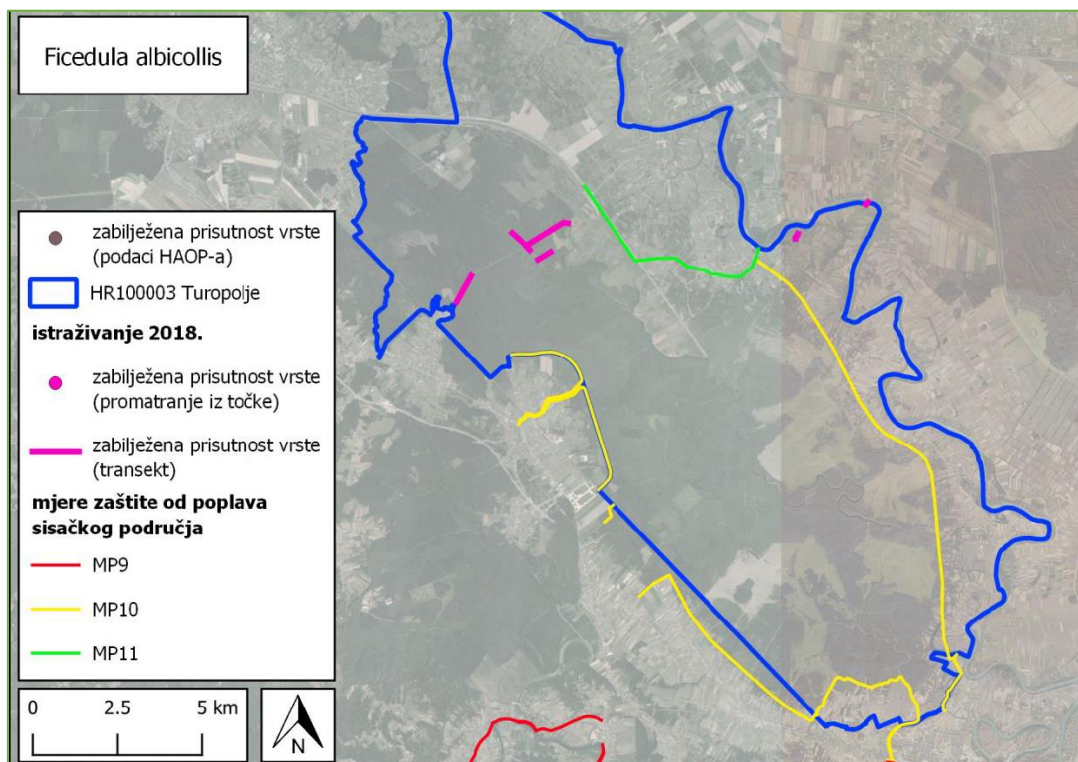 Ficedula albicollis
zabilježena prisutnost vrste
(podaci HAOP-a)
HR100003 Turopolje
istraživanje 2018.
zabilježena prisutnost vrste
(promatranje iz točke)
zabilježena prisutnost vrste
(transekt)
mjere zaštite od poplava
sisačkog područja
MP9
MP10
MP11
0 2.5 5 km
N